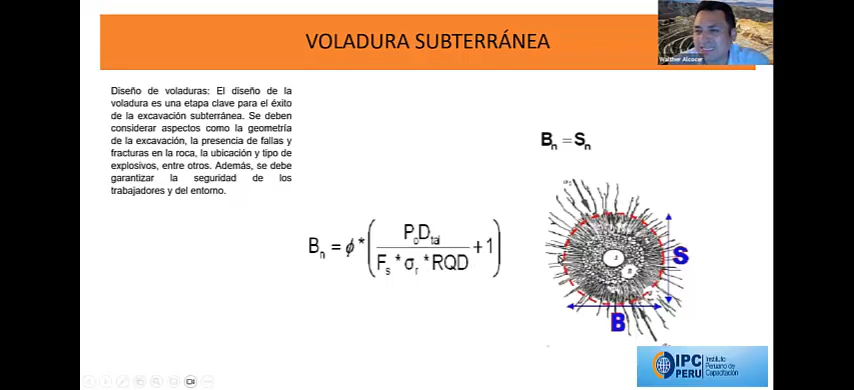 VOLADURA SUBTERRÁNEA
Walther Alcocer
Diseño de voladuras: El diseño de la
voladura es una etapa clave para el éxito
de la excavación subterránea. Se deben
considerar aspectos como la geometría
de la excavación, la presencia de fallas y
fracturas en la roca, la ubicación y tipo de
explosivos, entre otros. Además, se debe
garantizar la seguridad de los
trabajadores y del entorno.
Bn = Sn
Bn = ϕ * (PoDtal / (Fs * σr * RQD) + 1)
S
B
IPC PERU
Instituto
Peruano de
Capacitación